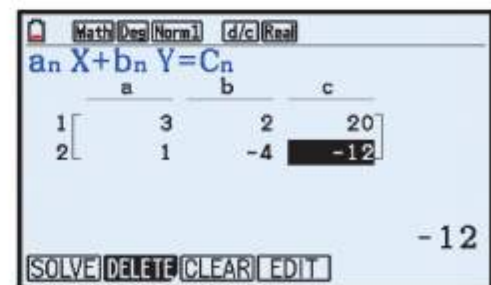 Math Deg Norm1 d/c Real
an X+bn Y=Cn
a b c
1 3 2 20
2 1 -4 -12
-12
SOLVE DELETE CLEAR EDIT